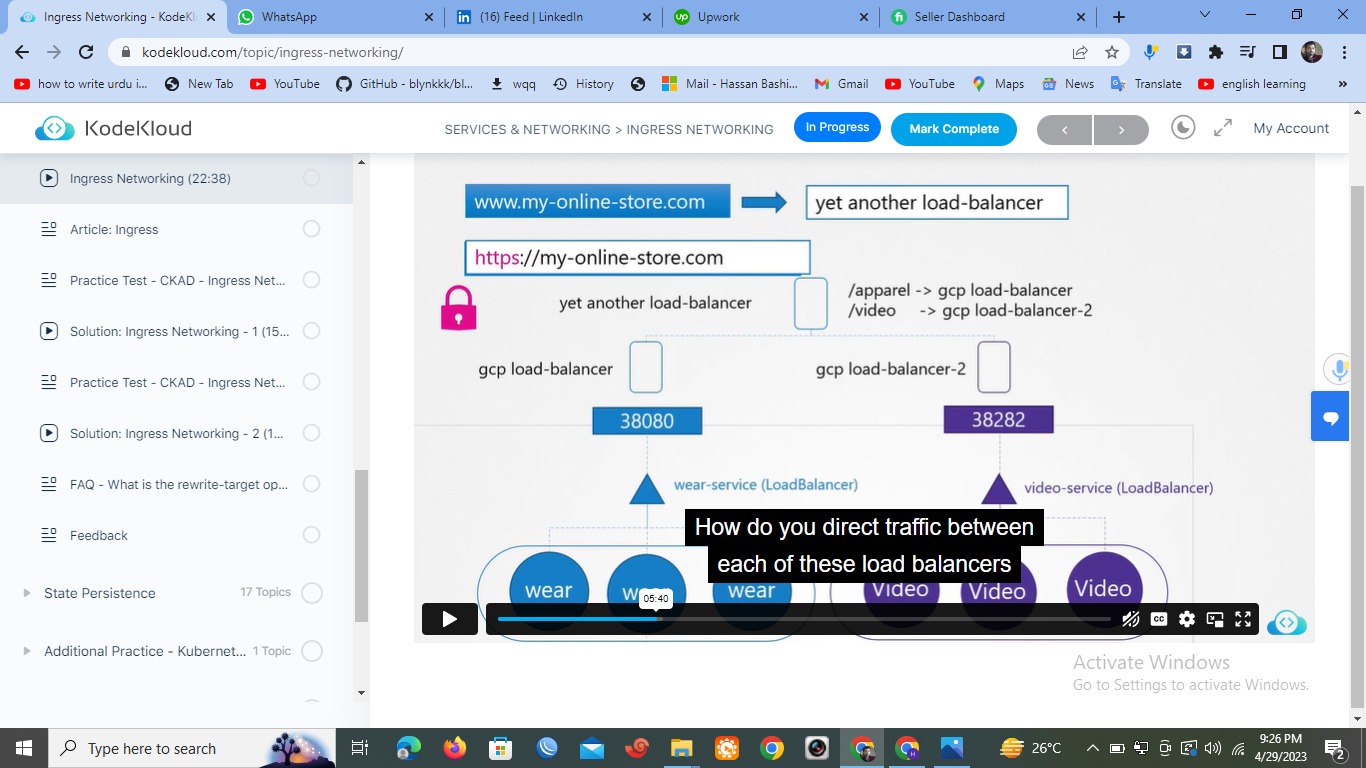 Ingress Networking - KodeKl
WhatsApp
(16) Feed | LinkedIn
Upwork
Seller Dashboard
kodekloud.com/topic/ingress-networking/
how to write urdu i...
New Tab
YouTube
GitHub - blynkkk/bl...
wqq
History
Mail - Hassan Bashi...
Gmail
YouTube
Maps
News
Translate
english learning
»
KodeKloud
SERVICES & NETWORKING > INGRESS NETWORKING
In Progress
Mark Complete
<
>
My Account
Ingress Networking (22:38)
Article: Ingress
Practice Test - CKAD - Ingress Net...
Solution: Ingress Networking - 1 (15...
Practice Test - CKAD - Ingress Net...
Solution: Ingress Networking - 2 (1...
FAQ - What is the rewrite-target op...
Feedback
State Persistence
17 Topics
Additional Practice - Kubernet...
1 Topic
www.my-online-store.com
yet another load-balancer
https://my-online-store.com
yet another load-balancer
/apparel -> gcp load-balancer
/video -> gcp load-balancer-2
gcp load-balancer
gcp load-balancer-2
38080
38282
wear-service (LoadBalancer)
video-service (LoadBalancer)
How do you direct traffic between
each of these load balancers
wear
wear
Video
Video
Video
05:40
CC
Activate Windows
Go to Settings to activate Windows.
Type here to search
26°C
9:26 PM
4/29/2023
2